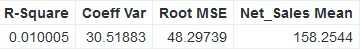 R-Square Coeff Var Root MSE Net_Sales Mean
0.010005 30.51883 48.29739 158.2544